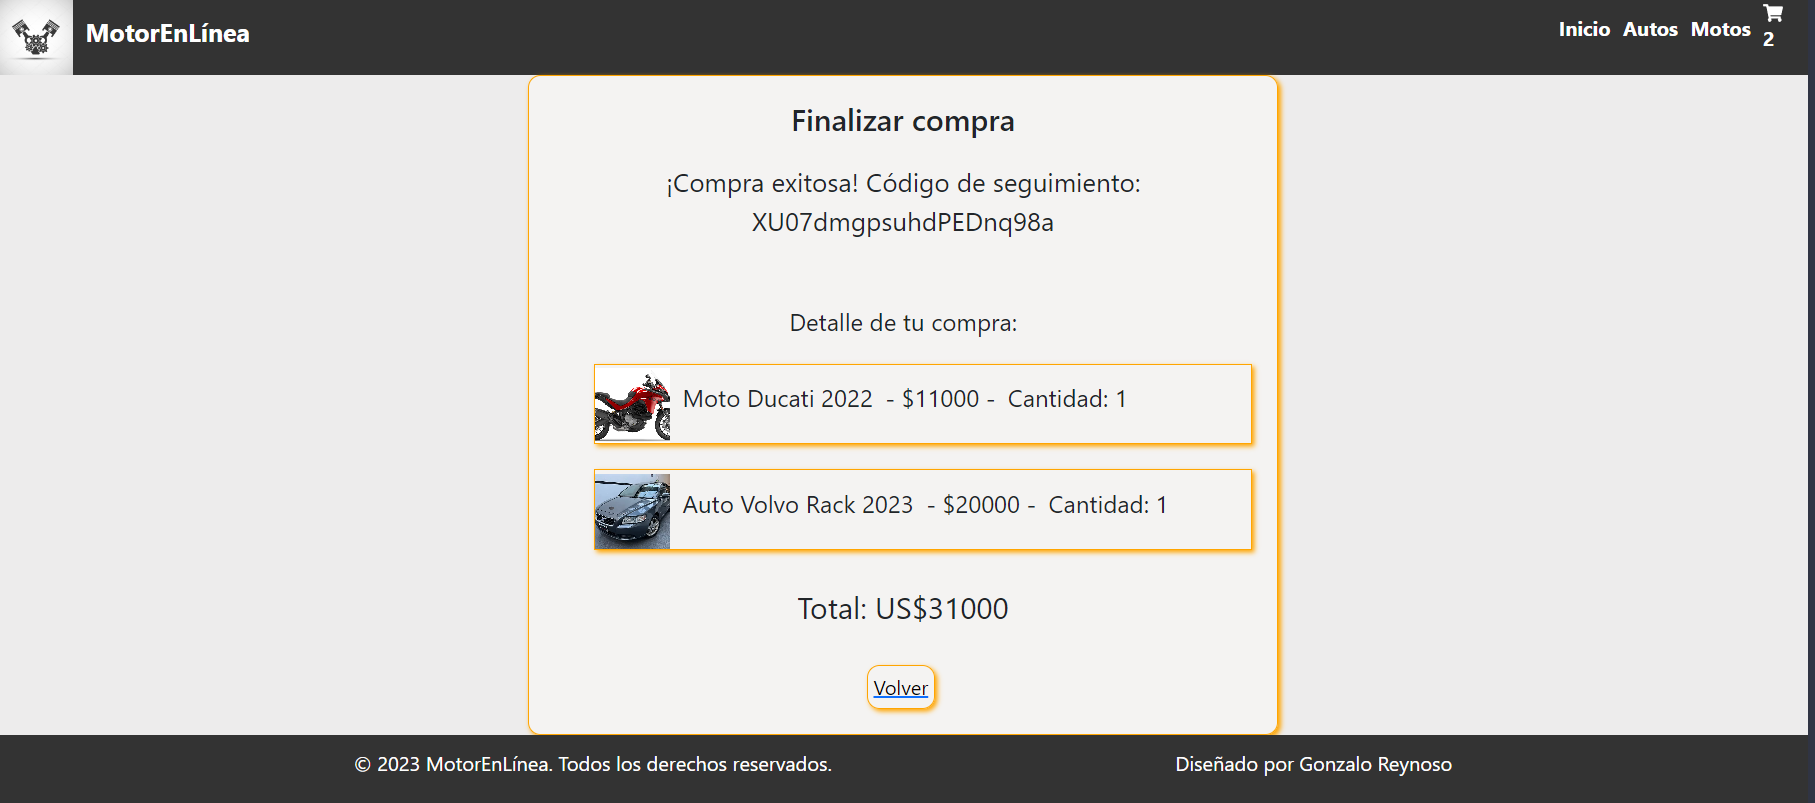 MotorEnLínea
Inicio Autos Motos 2
Finalizar compra
¡Compra exitosa! Código de seguimiento:
XU07dmgpsuhdPEDnq98a
Detalle de tu compra:
Moto Ducati 2022 - $11000 - Cantidad: 1
Auto Volvo Rack 2023 - $20000 - Cantidad: 1
Total: US$31000
Volver
© 2023 MotorEnLínea. Todos los derechos reservados. Diseñado por Gonzalo Reynoso